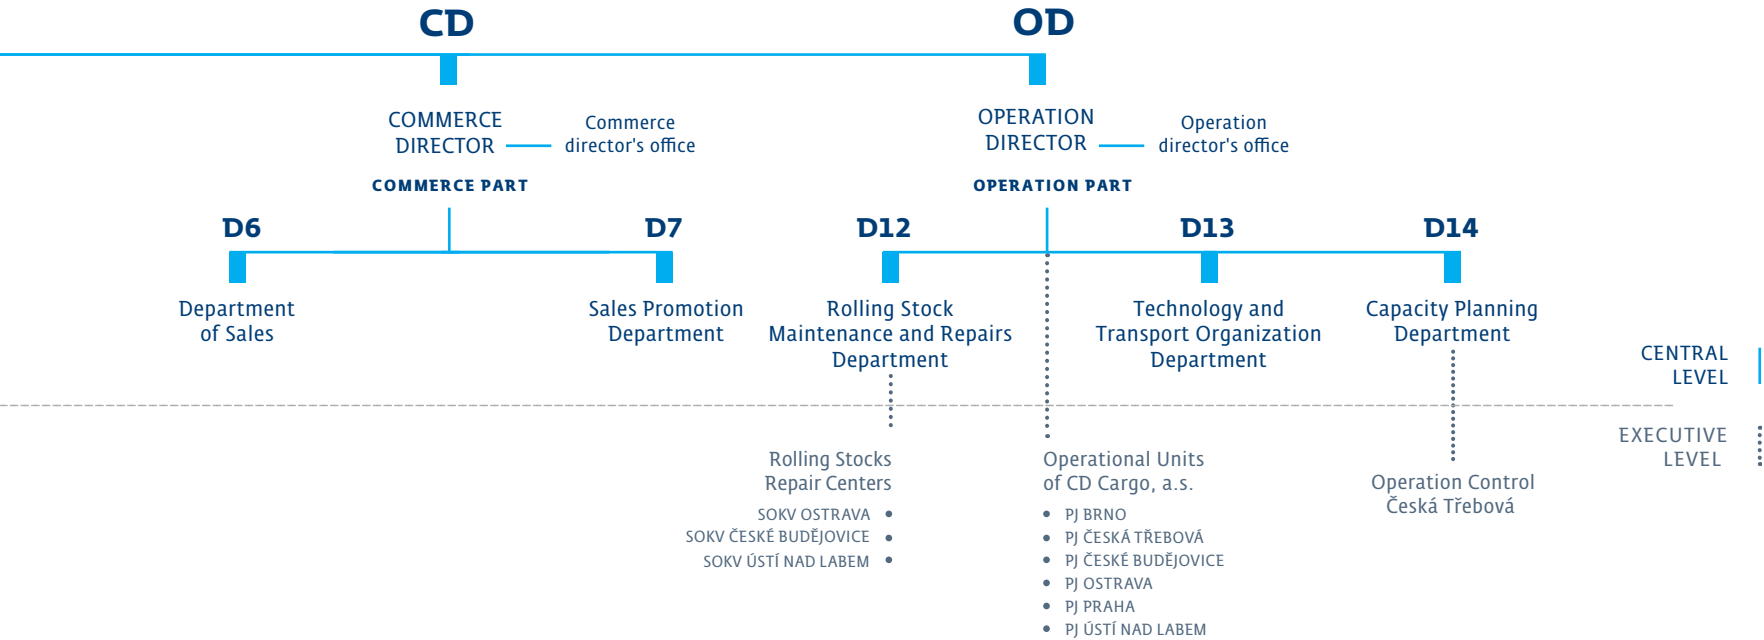 CD
OD
COMMERCE
DIRECTOR
Commerce
director's office
OPERATION
DIRECTOR
Operation
director's office
COMMERCE PART
OPERATION PART
D6
D7
D12
D13
D14
Department
of Sales
Sales Promotion
Department
Rolling Stock
Maintenance and Repairs
Department
Technology and
Transport Organization
Department
Capacity Planning
Department
CENTRAL
LEVEL
EXECUTIVE
LEVEL
Rolling Stocks
Repair Centers
SOKV OSTRAVA •
SOKV ČESKÉ BUDĚJOVICE •
SOKV ÚSTÍ NAD LABEM •
Operational Units
of CD Cargo, a.s.
• PJ BRNO
• PJ ČESKÁ TŘEBOVÁ
• PJ ČESKÉ BUDĚJOVICE
• PJ OSTRAVA
• PJ PRAHA
• PJ ÚSTÍ NAD LABEM
Operation Control
Česká Třebová